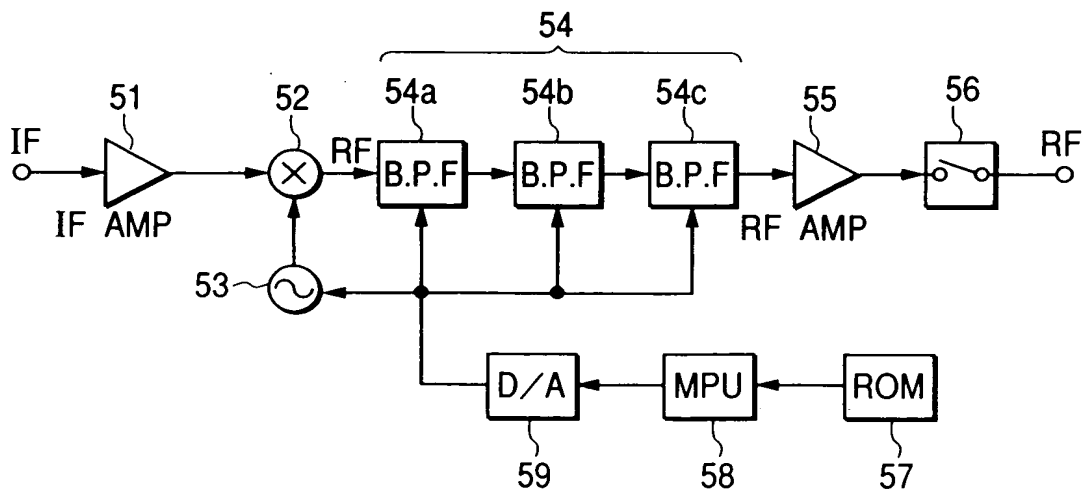 54
51
52
54a
54b
54c
55
56
IF
RF
B.P.F
B.P.F
B.P.F
RF
IF AMP
RF AMP
53
D/A
MPU
ROM
59
58
57